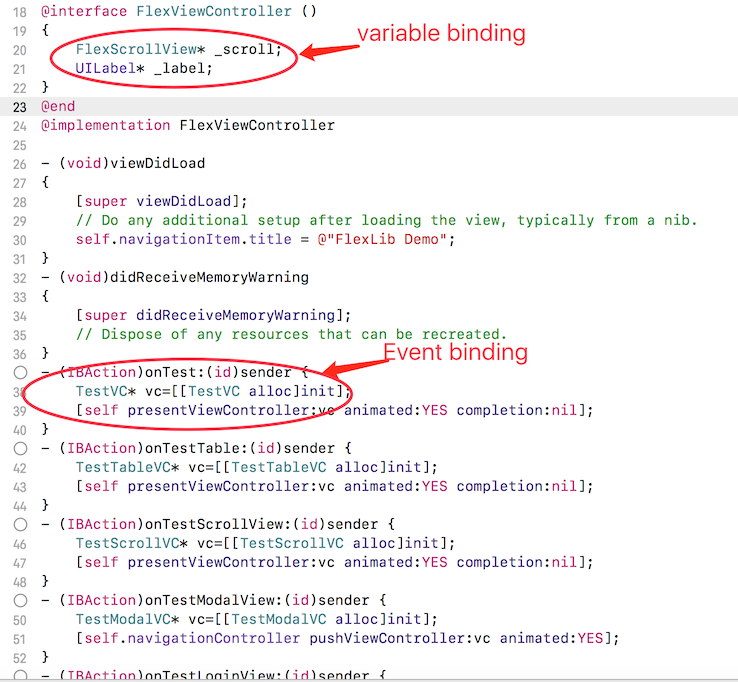 18 @interface FlexViewController ()
19 {
variable binding
20 FlexScrollView* _scroll;
21 UILabel* _label;
22 }
23 @end
24 @implementation FlexViewController
25
26 - (void)viewDidLoad
27 {
28 [super viewDidLoad];
29 // Do any additional setup after loading the view, typically from a nib.
30 self.navigationItem.title = @"FlexLib Demo";
31 }
32 - (void)didReceiveMemoryWarning
33 {
34 [super didReceiveMemoryWarning];
35 // Dispose of any resources that can be recreated.
36 }
Event binding
- (IBAction)onTest:(id)sender {
38 TestVC* vc=[[TestVC alloc]init];
39 [self presentViewController:vc animated:YES completion:nil];
40 }
- (IBAction)onTestTable:(id)sender {
42 TestTableVC* vc=[[TestTableVC alloc]init];
43 [self presentViewController:vc animated:YES completion:nil];
44 }
- (IBAction)onTestScrollView:(id)sender {
46 TestScrollVC* vc=[[TestScrollVC alloc]init];
47 [self presentViewController:vc animated:YES completion:nil];
48 }
- (IBAction)onTestModalView:(id)sender {
50 TestModalVC* vc=[[TestModalVC alloc]init];
51 [self.navigationController pushViewController:vc animated:YES];
52 }
- (IBAction)onTestLoginView:(id)sender {